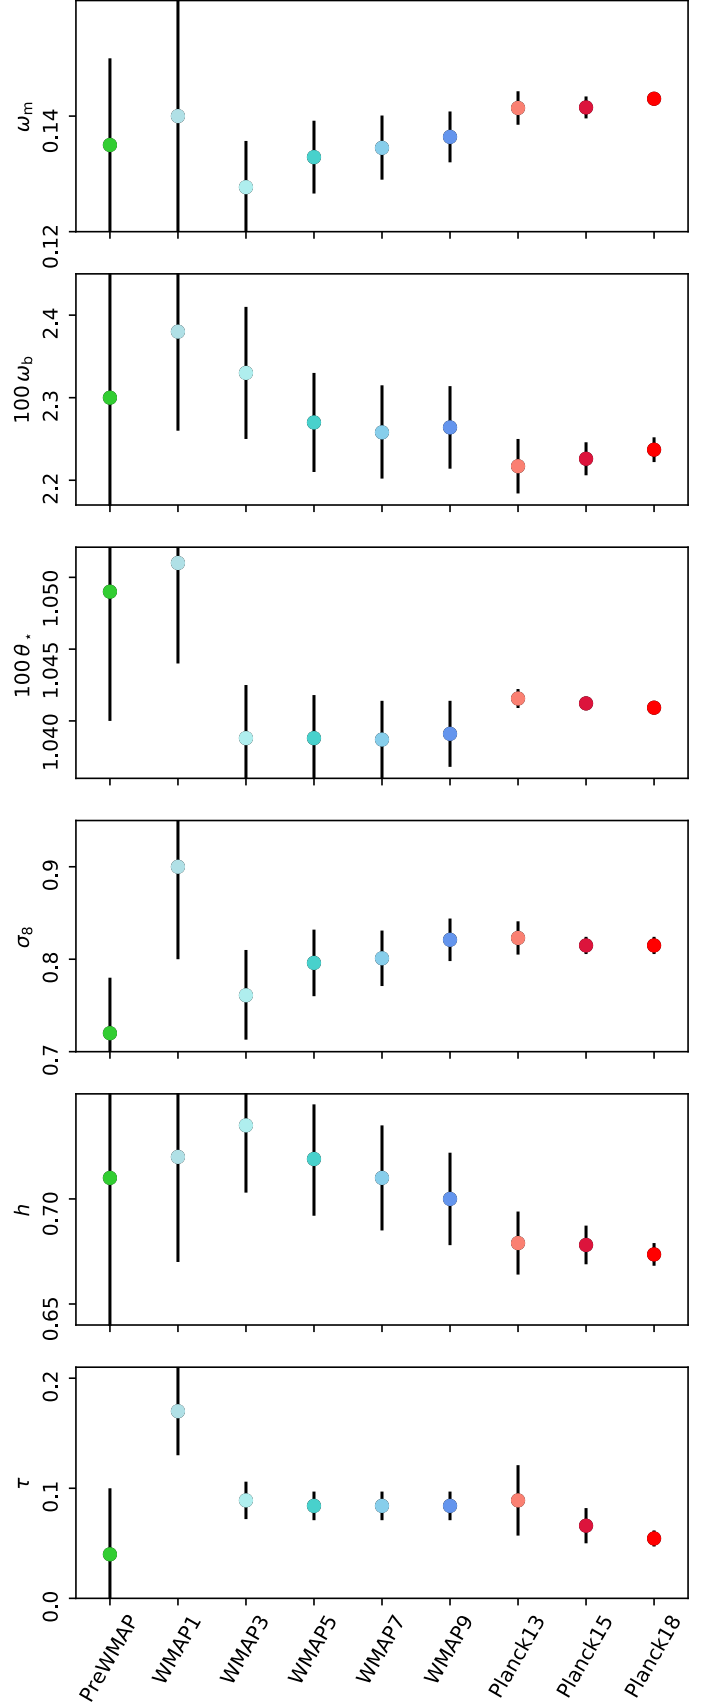 ω_m
0.14
0.12
100 ω_b
2.4
2.3
2.2
100 θ_⋆
1.050
1.045
1.040
σ_8
0.9
0.8
0.7
h
0.70
0.65
τ
0.2
0.1
0.0
PreWMAP
WMAP1
WMAP3
WMAP5
WMAP7
WMAP9
Planck13
Planck15
Planck18